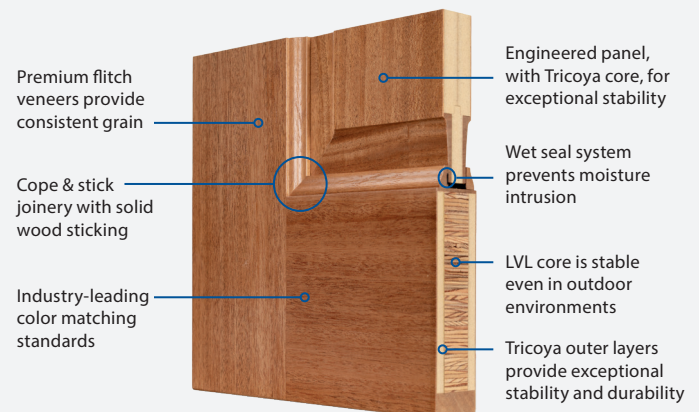 Premium flitch
veneers provide
consistent grain
Cope & stick
joinery with solid
wood sticking
Industry-leading
color matching
standards
Engineered panel,
with Tricoya core, for
exceptional stability
Wet seal system
prevents moisture
intrusion
LVL core is stable
even in outdoor
environments
Tricoya outer layers
provide exceptional
stability and durability